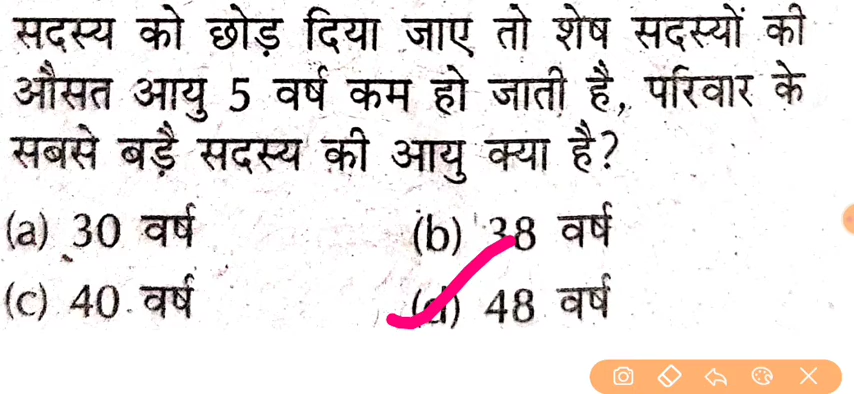 सदस्य को छोड़ दिया जाए तो शेष सदस्यों की
औसत आयु 5 वर्ष कम हो जाती है, परिवार के
सबसे बड़ै सदस्य की आयु क्या है?
(a) 30 वर्ष (b) 38 वर्ष
(c) 40 वर्ष (d) 48 वर्ष